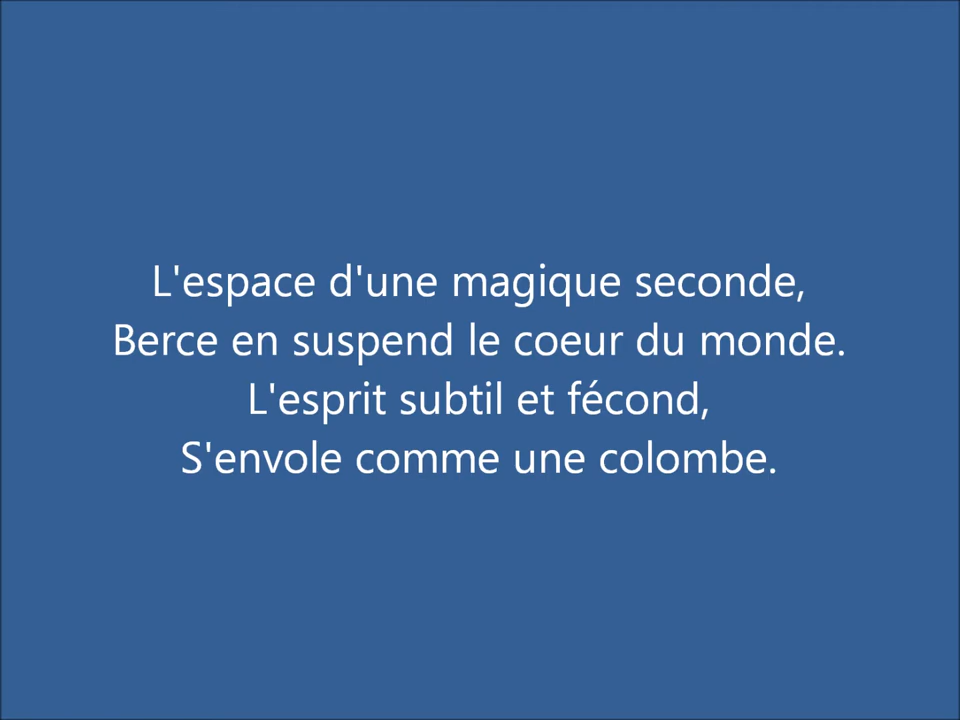 L'espace d'une magique seconde,
Berce en suspend le coeur du monde.
L'esprit subtil et fécond,
S'envole comme une colombe.